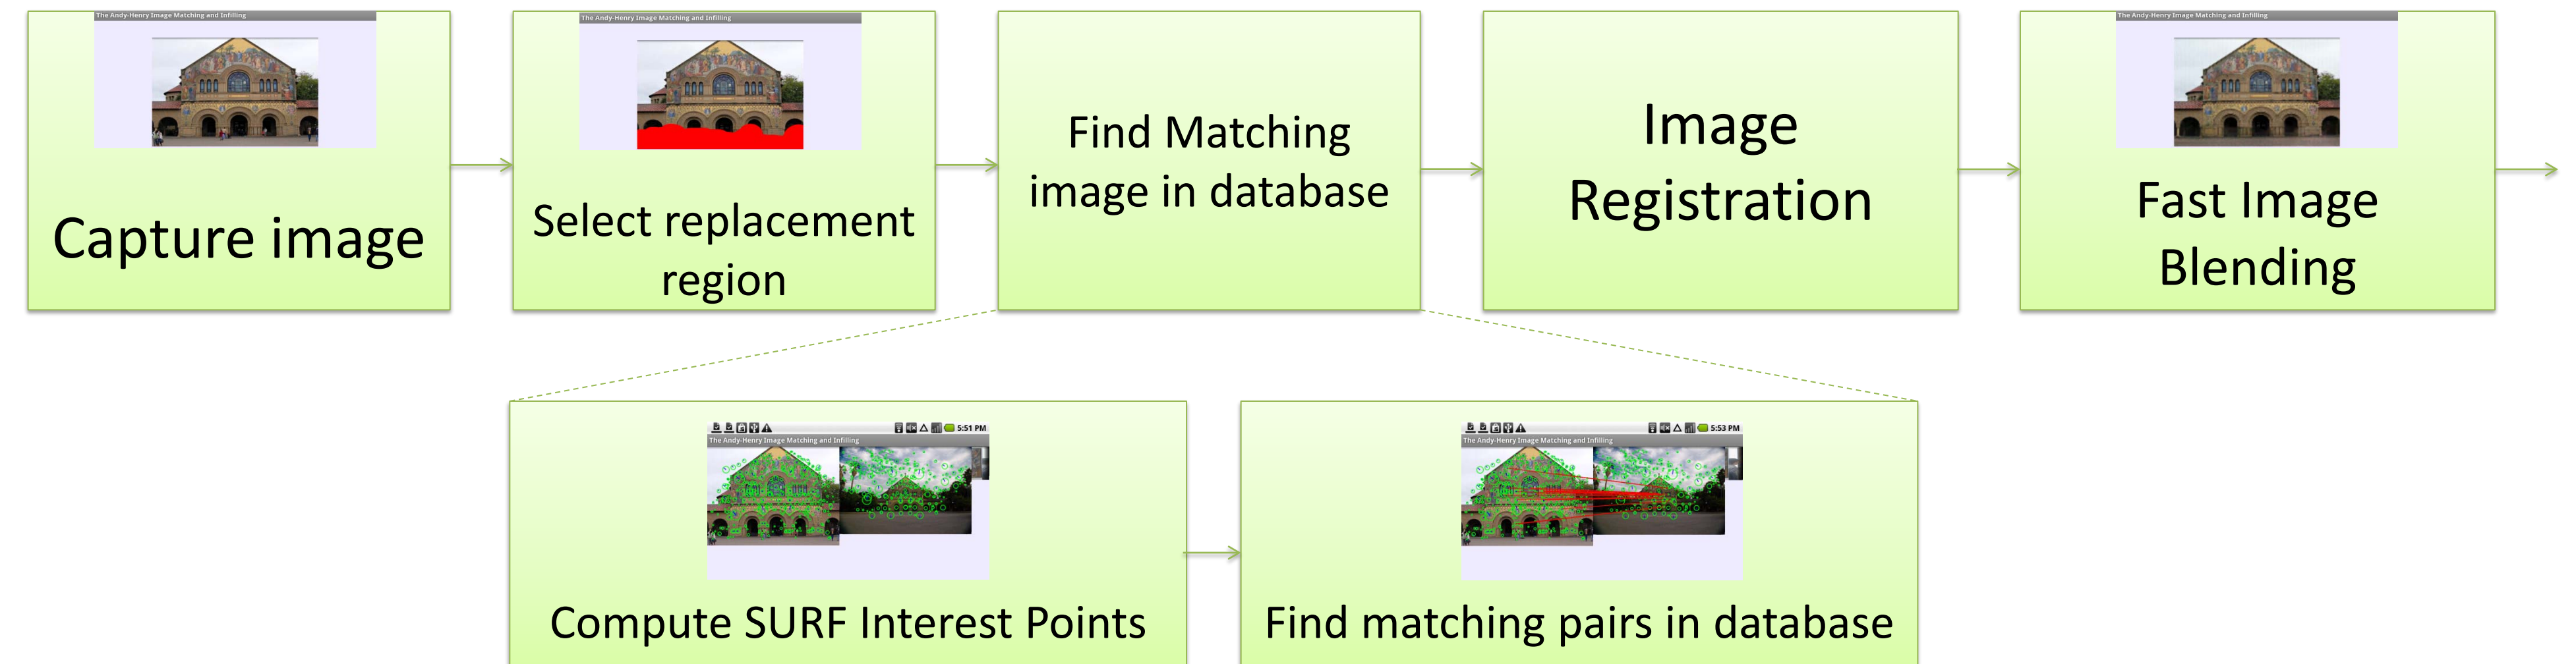 The Andy-Henry Image Matching and Infilling
Capture image
The Andy-Henry Image Matching and Infilling
Select replacement
region
Find Matching
image in database
Image
Registration
The Andy-Henry Image Matching and Infilling
Fast Image
Blending
5:51 PM
The Andy-Henry Image Matching and Infilling
Compute SURF Interest Points
5:53 PM
The Andy-Henry Image Matching and Infilling
Find matching pairs in database